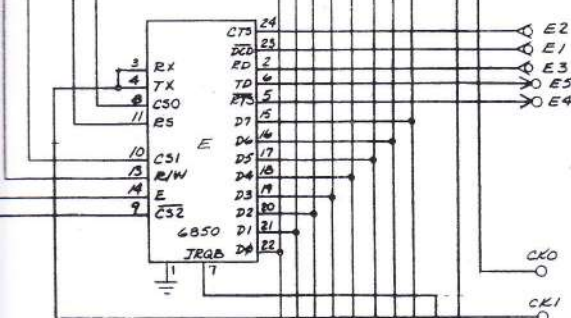 CTS 24 E2
DCD 23 E1
3 RX RD 2 E3
4 TX TD 6 E5
8 CS0 RTS 5 E4
11 RS D7 15
E D6 16
10 CS1 D5 17
13 R/W D4 18
14 E D3 19
9 CS2 D2 20
6850 D1 21
IRQB DØ 22
1 7
CKO
CK1